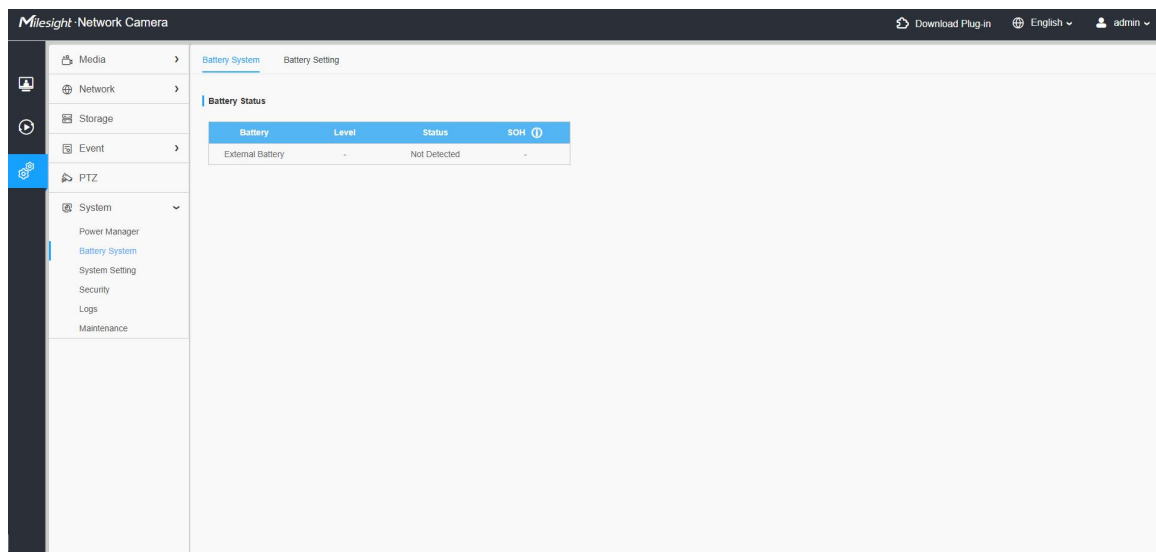 Milesight · Network Camera
Download Plug-in
English
admin
Media
Network
Storage
Event
PTZ
System
Power Manager
Battery System
System Setting
Security
Logs
Maintenance
Battery System Battery Setting
Battery Status
Battery Level Status SOH
External Battery - Not Detected -